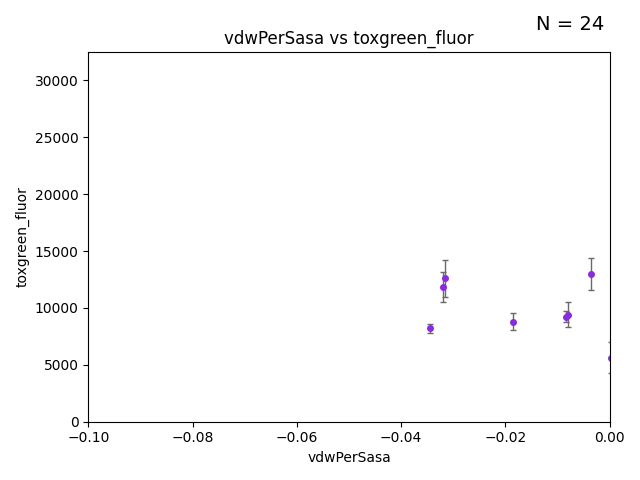 N = 24
vdwPerSasa vs toxgreen_fluor
30000
25000
20000
15000
10000
5000
0
toxgreen_fluor
−0.10 −0.08 −0.06 −0.04 −0.02 0.00
vdwPerSasa